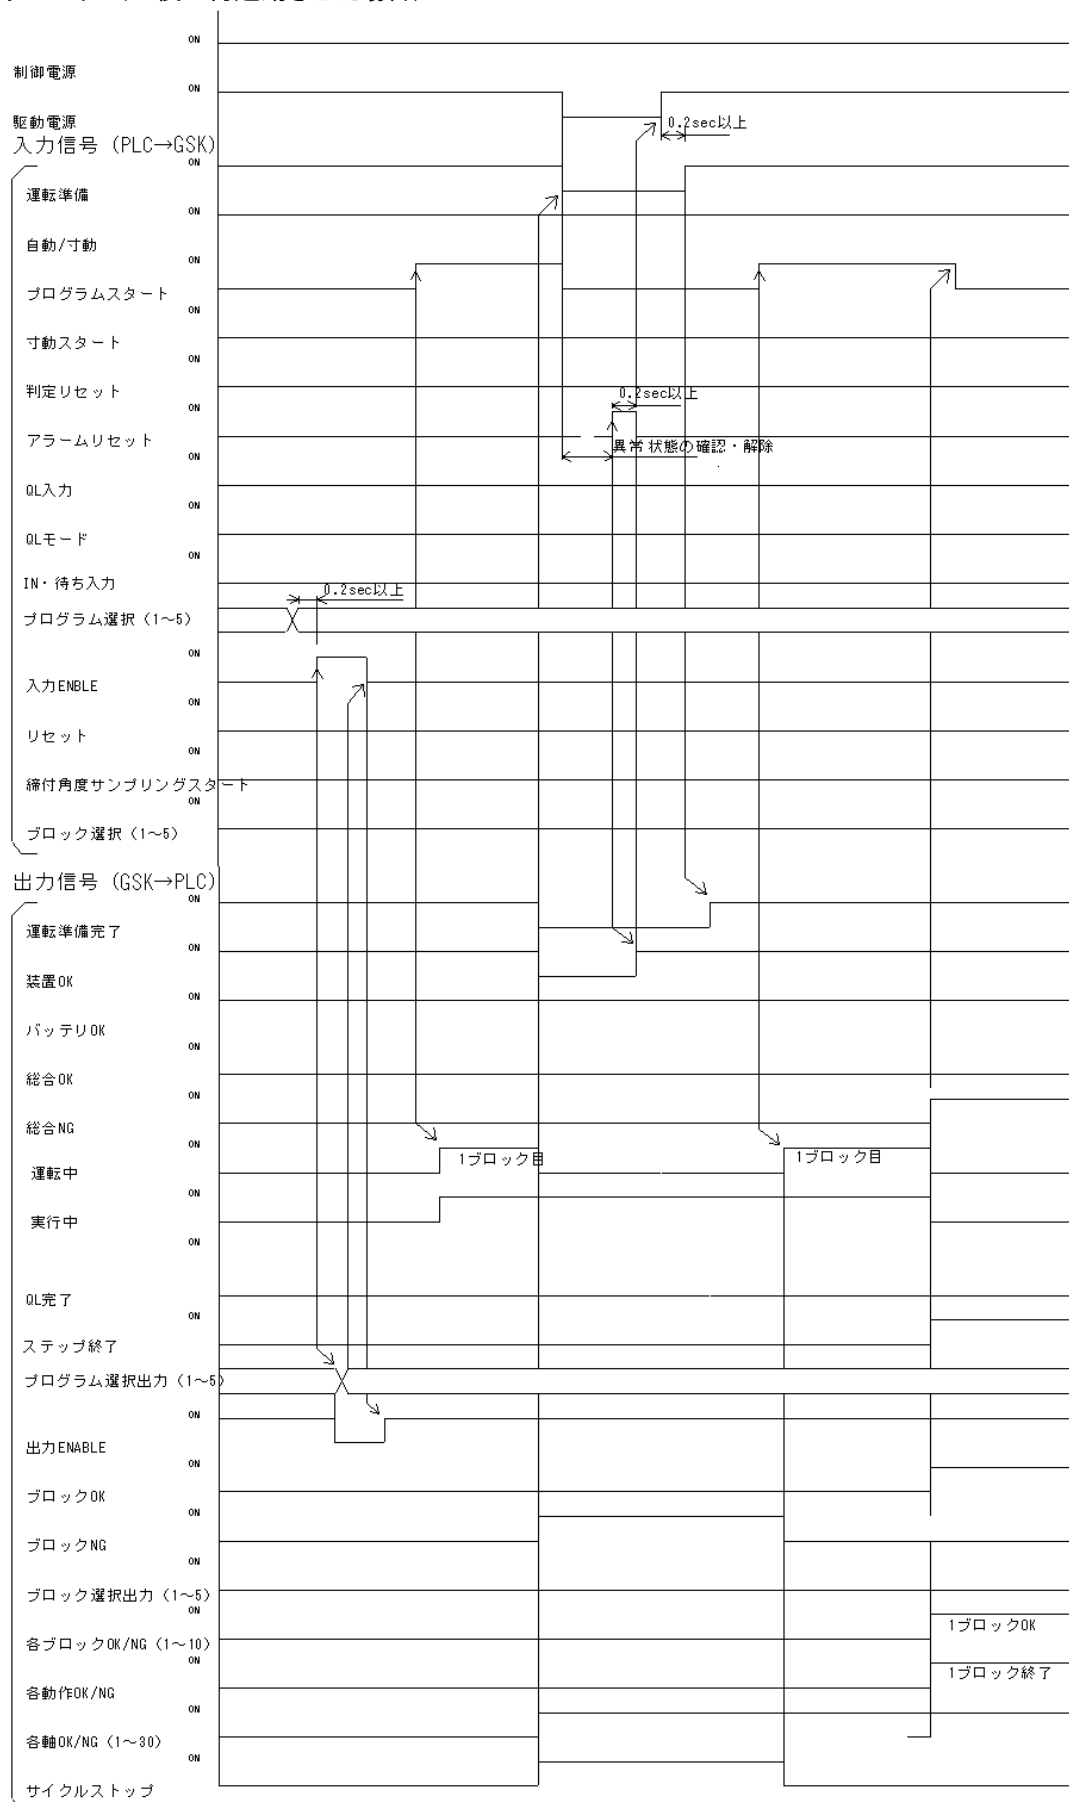 ON
制御電源
ON
駆動電源
0.2sec以上
入力信号（PLC→GSK）
ON
運転準備
ON
自動/寸動
ON
プログラムスタート
ON
寸動スタート
ON
判定リセット
0.2sec以上
ON
アラームリセット
異常状態の確認・解除
ON
QL入力
ON
QLモード
ON
IN・待ち入力
0.2sec以上
プログラム選択（1～5）
ON
入力ENBLE
ON
リセット
ON
締付角度サンプリングスタート
ON
ブロック選択（1～5）
出力信号（GSK→PLC）
ON
運転準備完了
ON
装置OK
ON
バッテリOK
ON
総合OK
ON
総合NG
ON
1ブロック目
1ブロック目
運転中
ON
実行中
ON
QL完了
ON
ステップ終了
プログラム選択出力（1～5）
ON
出力ENABLE
ON
ブロックOK
ON
ブロックNG
ON
ブロック選択出力（1～5）
ON
1ブロックOK
各ブロックOK/NG（1～10）
ON
1ブロック終了
各動作OK/NG
ON
各軸OK/NG（1～30）
ON
サイクルストップ